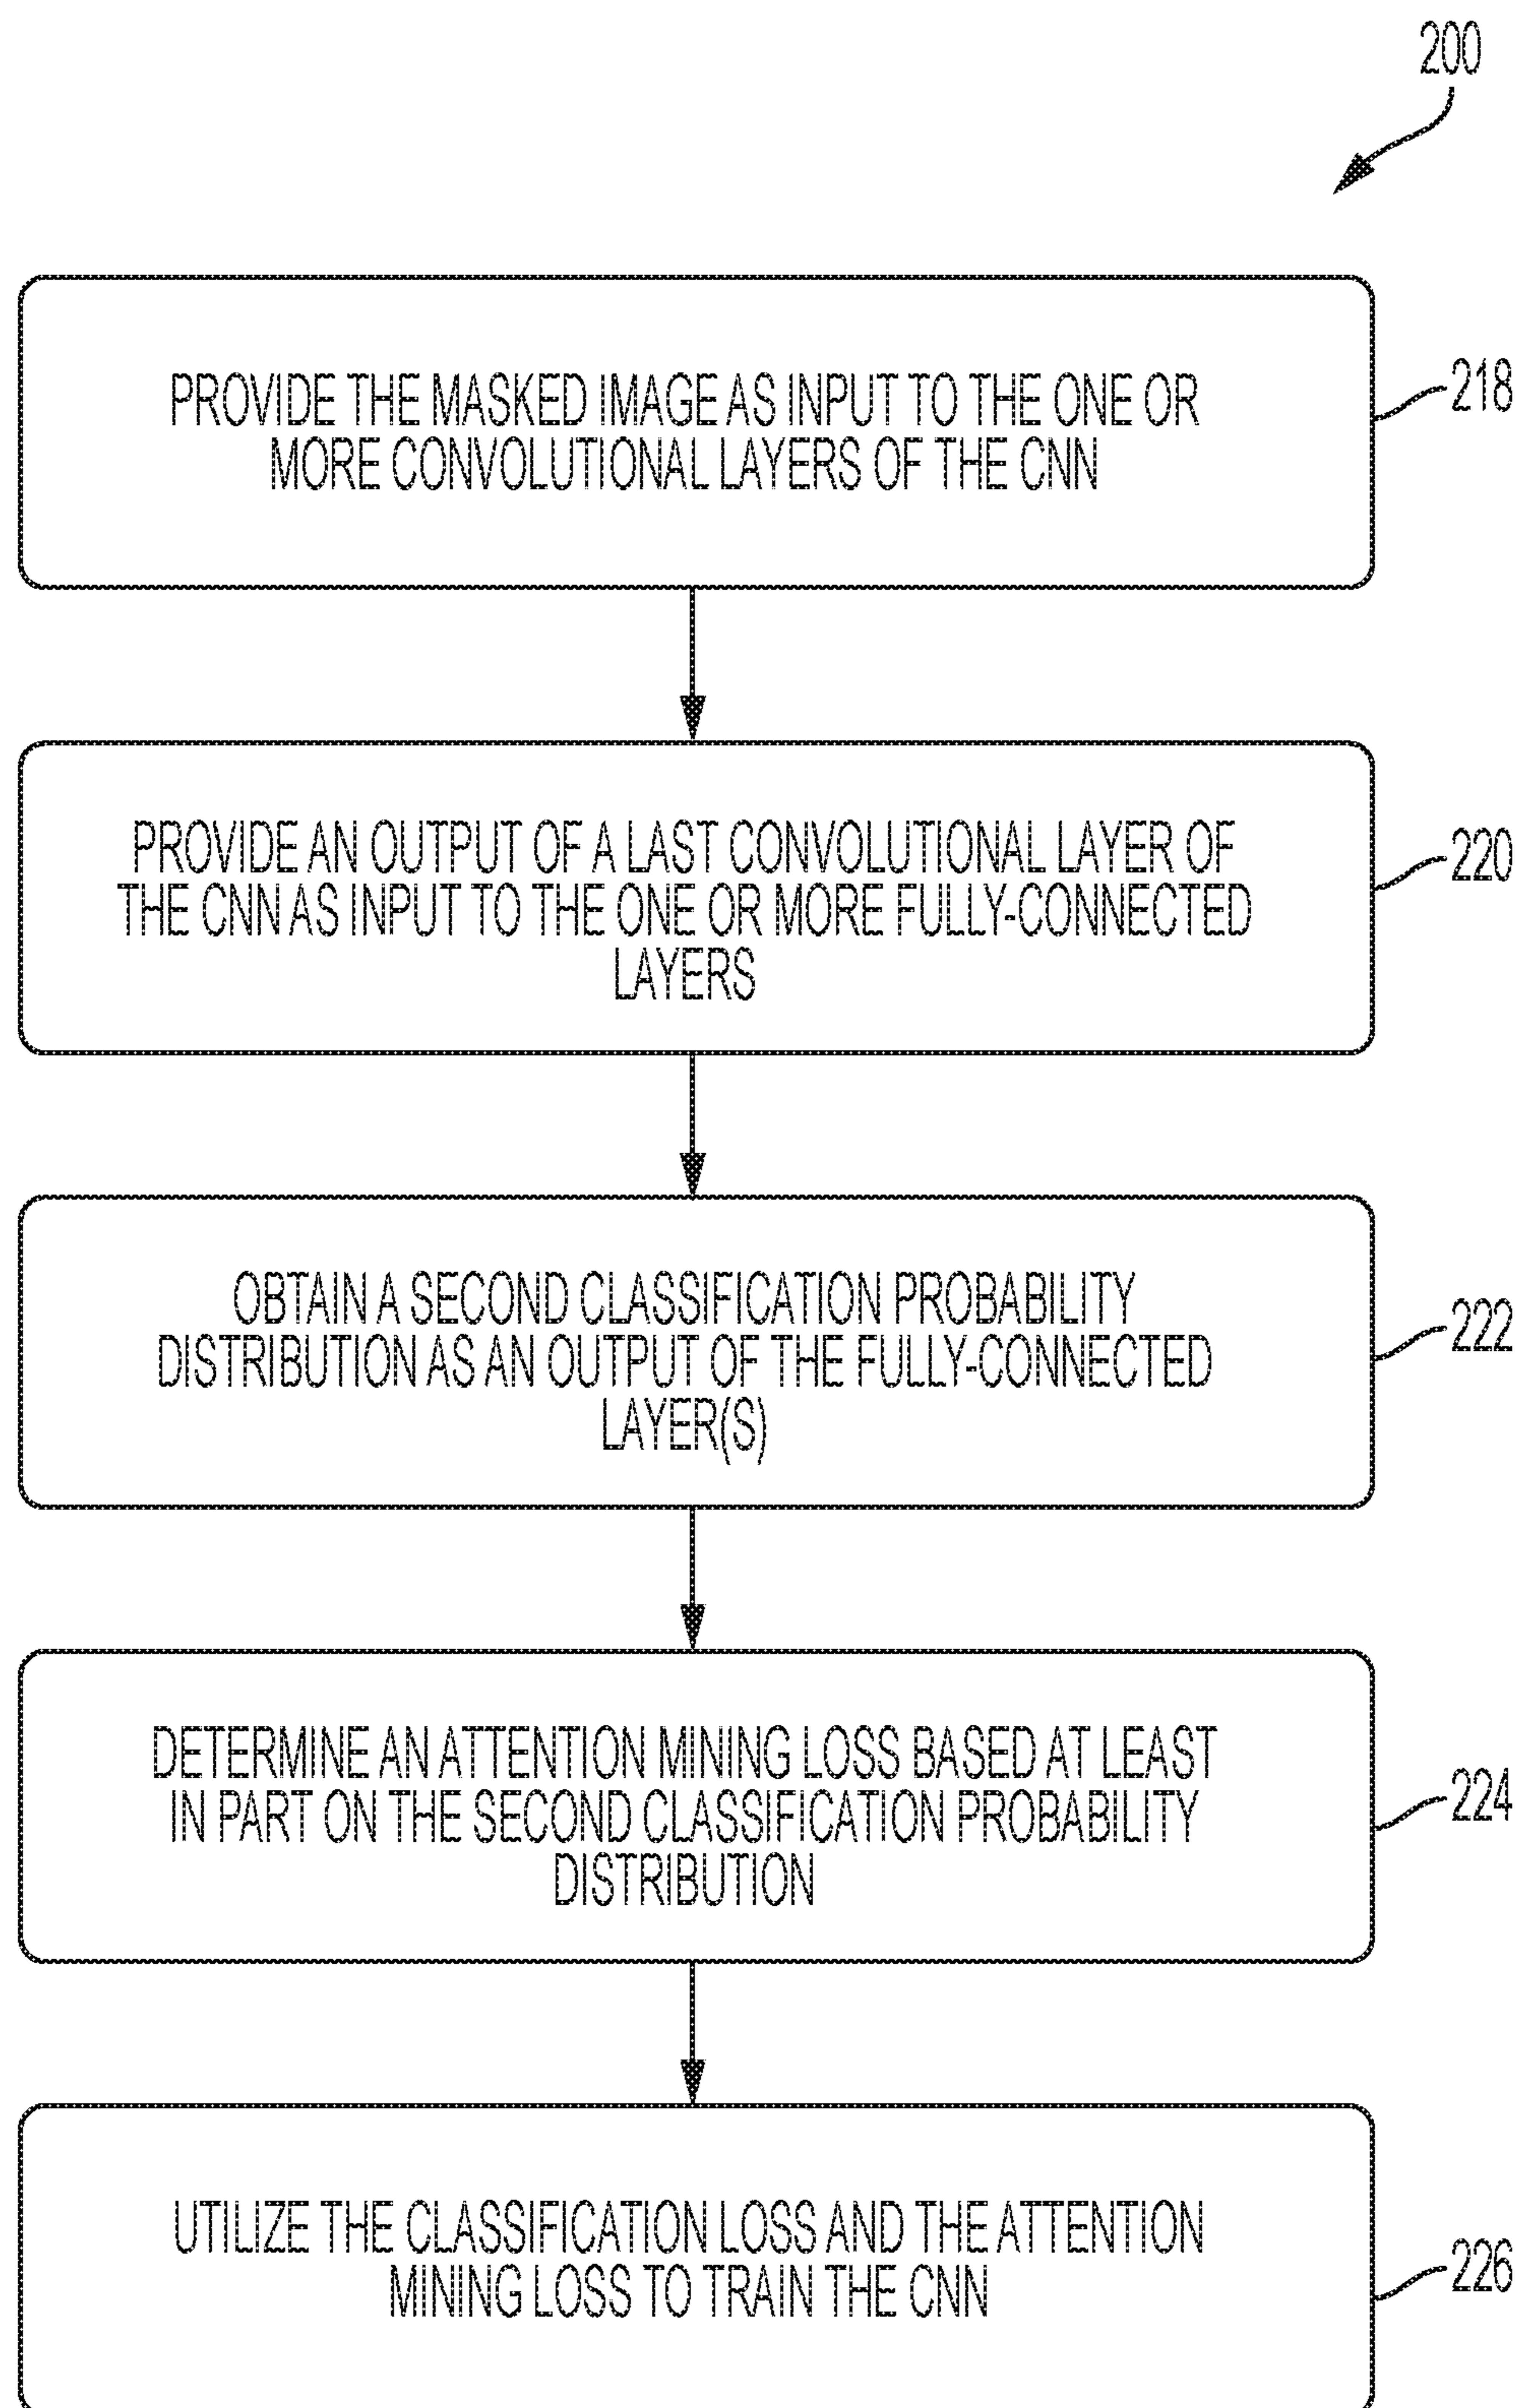 200
PROVIDE THE MASKED IMAGE AS INPUT TO THE ONE OR
MORE CONVOLUTIONAL LAYERS OF THE CNN
218
PROVIDE AN OUTPUT OF A LAST CONVOLUTIONAL LAYER OF
THE CNN AS INPUT TO THE ONE OR MORE FULLY-CONNECTED
LAYERS
220
OBTAIN A SECOND CLASSIFICATION PROBABILITY
DISTRIBUTION AS AN OUTPUT OF THE FULLY-CONNECTED
LAYER(S)
222
DETERMINE AN ATTENTION MINING LOSS BASED AT LEAST
IN PART ON THE SECOND CLASSIFICATION PROBABILITY
DISTRIBUTION
224
UTILIZE THE CLASSIFICATION LOSS AND THE ATTENTION
MINING LOSS TO TRAIN THE CNN
226